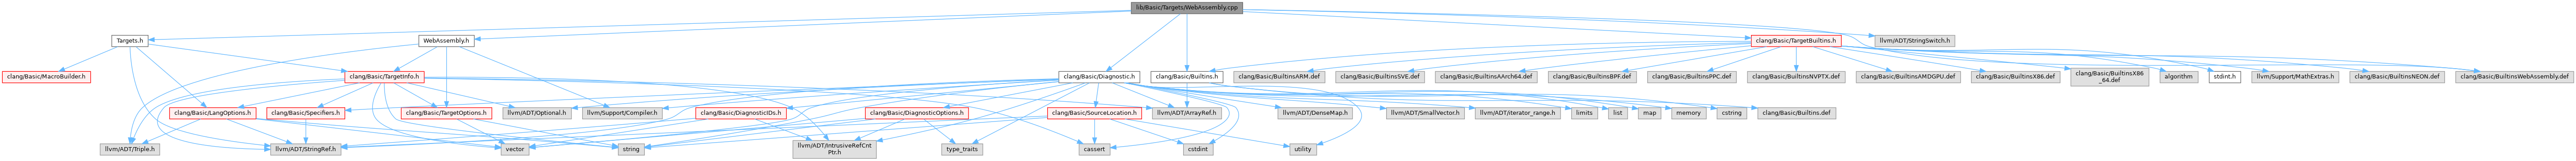 lib/Basic/Targets/WebAssembly.cpp
Targets.h
WebAssembly.h
clang/Basic/TargetBuiltins.h
llvm/ADT/StringSwitch.h
clang/Basic/MacroBuilder.h
clang/Basic/TargetInfo.h
clang/Basic/Diagnostic.h
clang/Basic/Builtins.h
clang/Basic/BuiltinsARM.def
clang/Basic/BuiltinsSVE.def
clang/Basic/BuiltinsAArch64.def
clang/Basic/BuiltinsBPF.def
clang/Basic/BuiltinsPPC.def
clang/Basic/BuiltinsNVPTX.def
clang/Basic/BuiltinsAMDGPU.def
clang/Basic/BuiltinsX86.def
clang/Basic/BuiltinsX86
_64.def
algorithm
stdint.h
llvm/Support/MathExtras.h
clang/Basic/BuiltinsNEON.def
clang/Basic/BuiltinsWebAssembly.def
clang/Basic/LangOptions.h
clang/Basic/Specifiers.h
clang/Basic/TargetOptions.h
llvm/ADT/Optional.h
llvm/Support/Compiler.h
clang/Basic/DiagnosticIDs.h
clang/Basic/DiagnosticOptions.h
clang/Basic/SourceLocation.h
llvm/ADT/ArrayRef.h
llvm/ADT/DenseMap.h
llvm/ADT/SmallVector.h
llvm/ADT/iterator_range.h
limits
list
map
memory
cstring
clang/Basic/Builtins.def
llvm/ADT/Triple.h
llvm/ADT/StringRef.h
vector
string
llvm/ADT/IntrusiveRefCnt
Ptr.h
type_traits
cassert
cstdint
utility